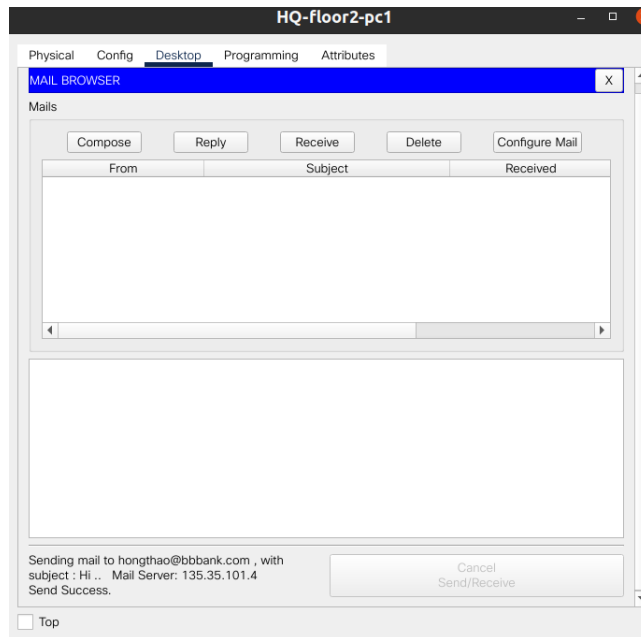 HQ-floor2-pc1
Physical Config Desktop Programming Attributes
MAIL BROWSER X
Mails
Compose Reply Receive Delete Configure Mail
From Subject Received
Sending mail to hongthao@bbbank.com , with
subject : Hi .. Mail Server: 135.35.101.4
Send Success.
Cancel
Send/Receive
Top